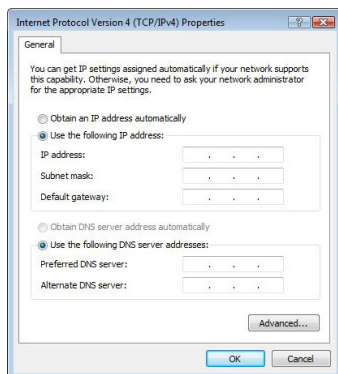 Internet Protocol Version 4 (TCP/IPv4) Properties
General
You can get IP settings assigned automatically if your network supports
this capability. Otherwise, you need to ask your network administrator
for the appropriate IP settings.
Obtain an IP address automatically
Use the following IP address:
IP address:
Subnet mask:
Default gateway:
Obtain DNS server address automatically
Use the following DNS server addresses:
Preferred DNS server:
Alternate DNS server:
Advanced...
OK Cancel